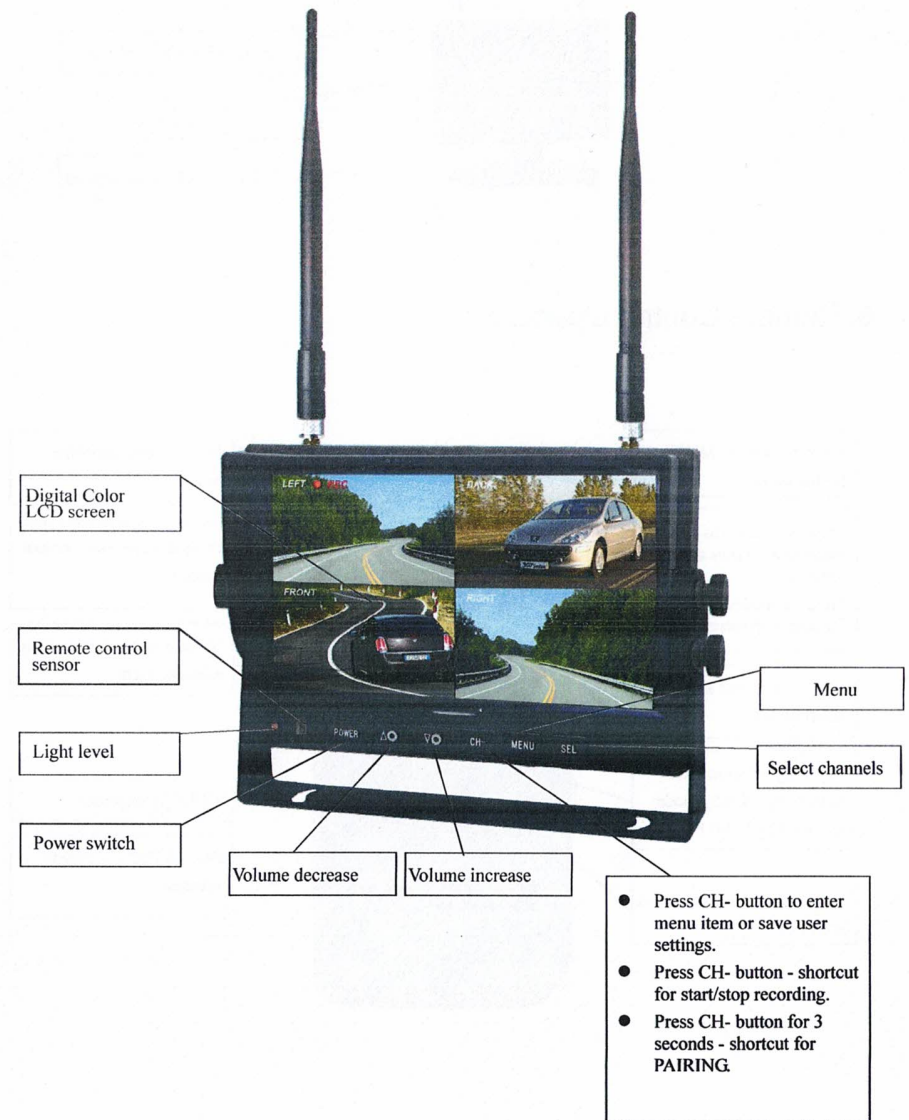 LEFT REC
BACK
FRONT
RIGHT
Digital Color
LCD screen
Remote control
sensor
Light level
Power switch
POWER
CH-
MENU
SEL
Menu
Select channels
Volume decrease
Volume increase
● Press CH- button to enter
menu item or save user
settings.
● Press CH- button - shortcut
for start/stop recording.
● Press CH- button for 3
seconds - shortcut for
PAIRING.